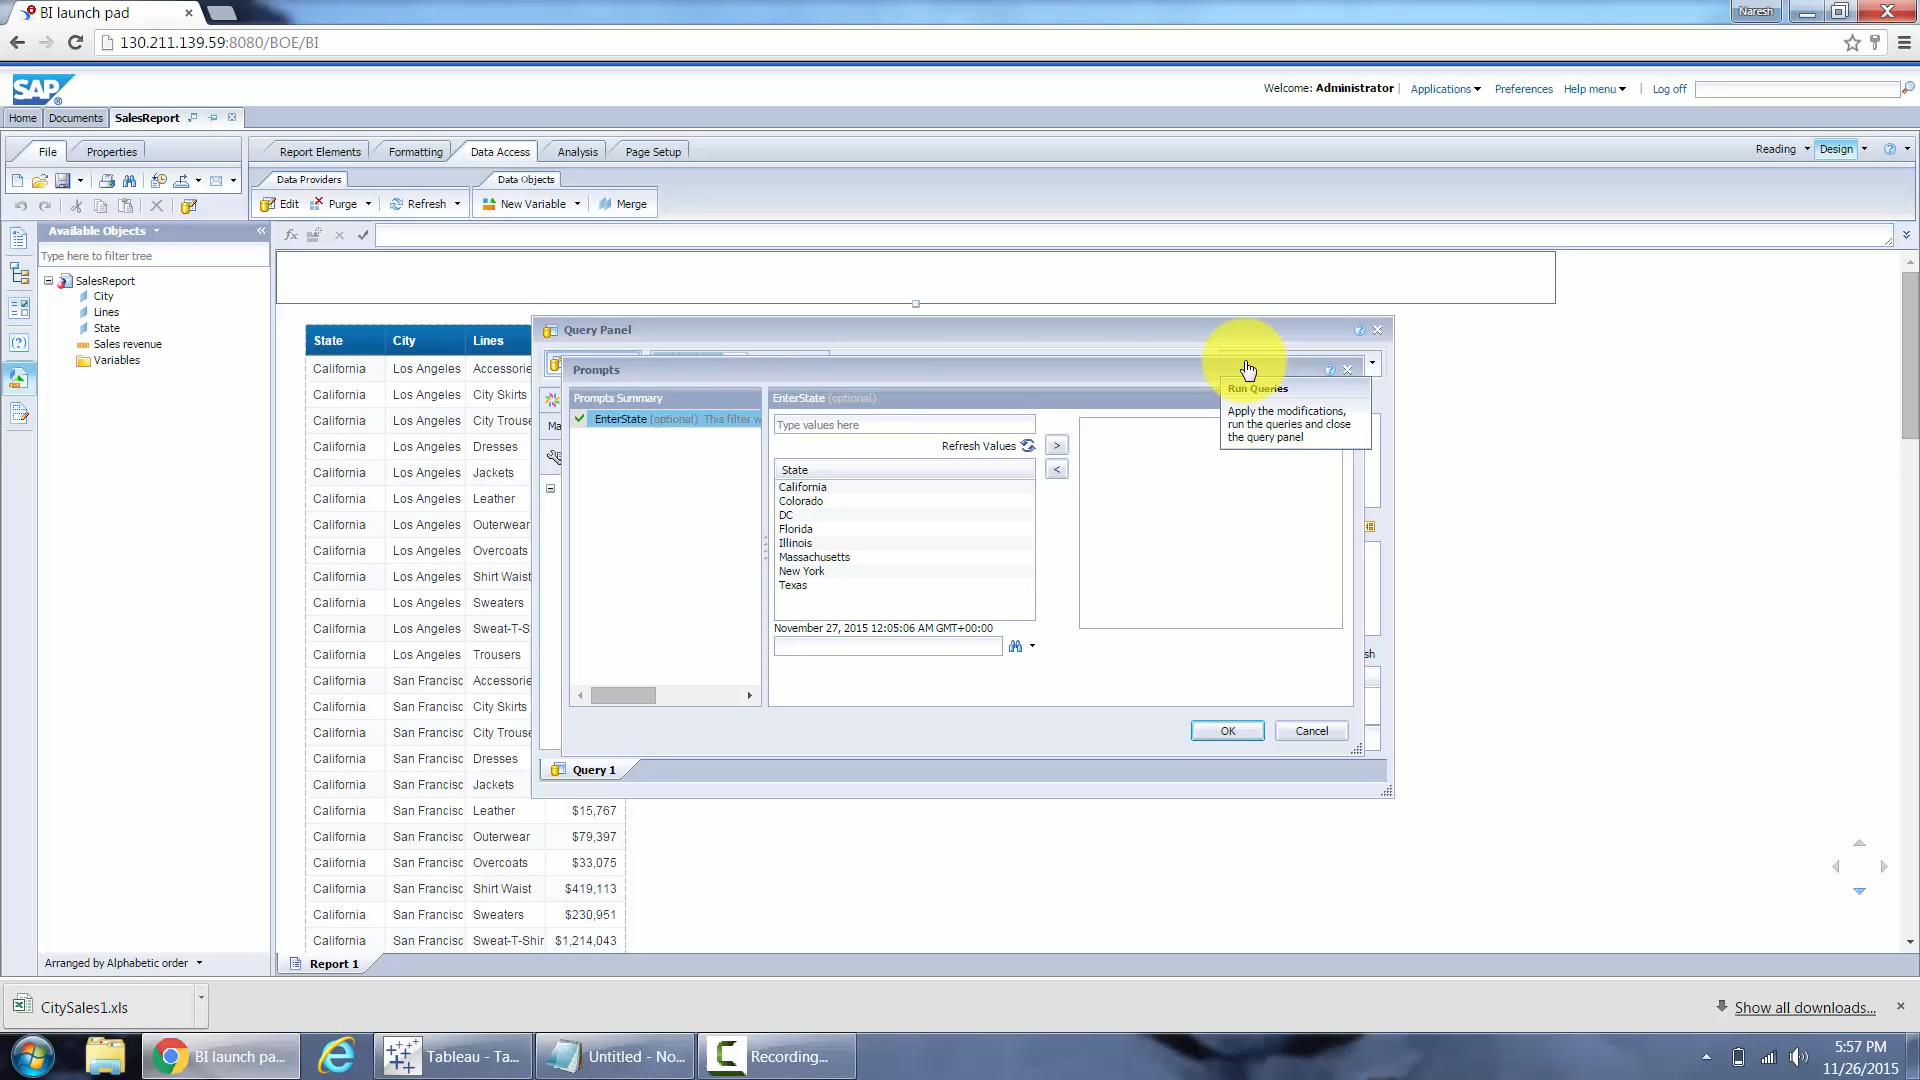 BI launch pad
Naresh
130.211.139.59:8080/BOE/BI
SAP
Welcome: Administrator
Applications
Preferences
Help menu
Log off
Home
Documents
SalesReport
File
Properties
Report Elements
Formatting
Data Access
Analysis
Page Setup
Reading
Design
Data Providers
Data Objects
Edit
Purge
Refresh
New Variable
Merge
Available Objects
Type here to filter tree
SalesReport
City
Lines
State
Sales revenue
Variables
Arranged by Alphabetic order
State City Lines
California Los Angeles Accessorie
California Los Angeles City Skirts
California Los Angeles City Trouse
California Los Angeles Dresses
California Los Angeles Jackets
California Los Angeles Leather
California Los Angeles Outerwear
California Los Angeles Overcoats
California Los Angeles Shirt Waist
California Los Angeles Sweaters
California Los Angeles Sweat-T-S
California Los Angeles Trousers
California San Francisc Accessorie
California San Francisc City Skirts
California San Francisc City Trouse
California San Francisc Dresses
California San Francisc Jackets
California San Francisc Leather $15,767
California San Francisc Outerwear $79,397
California San Francisc Overcoats $33,075
California San Francisc Shirt Waist $419,113
California San Francisc Sweaters $230,951
California San Francisc Sweat-T-Shir $1,214,043
Query Panel
Ma
sh
Prompts
Prompts Summary
EnterState (optional) This filter w
EnterState (optional)
Type values here
Refresh Values
>
<
State
California
Colorado
DC
Florida
Illinois
Massachusetts
New York
Texas
November 27, 2015 12:05:06 AM GMT+00:00
Run Queries
Apply the modifications,
run the queries and close
the query panel
OK
Cancel
Query 1
Report 1
CitySales1.xls
Show all downloads...
BI launch pa...
Tableau - Ta...
Untitled - No...
Recording...
5:57 PM
11/26/2015